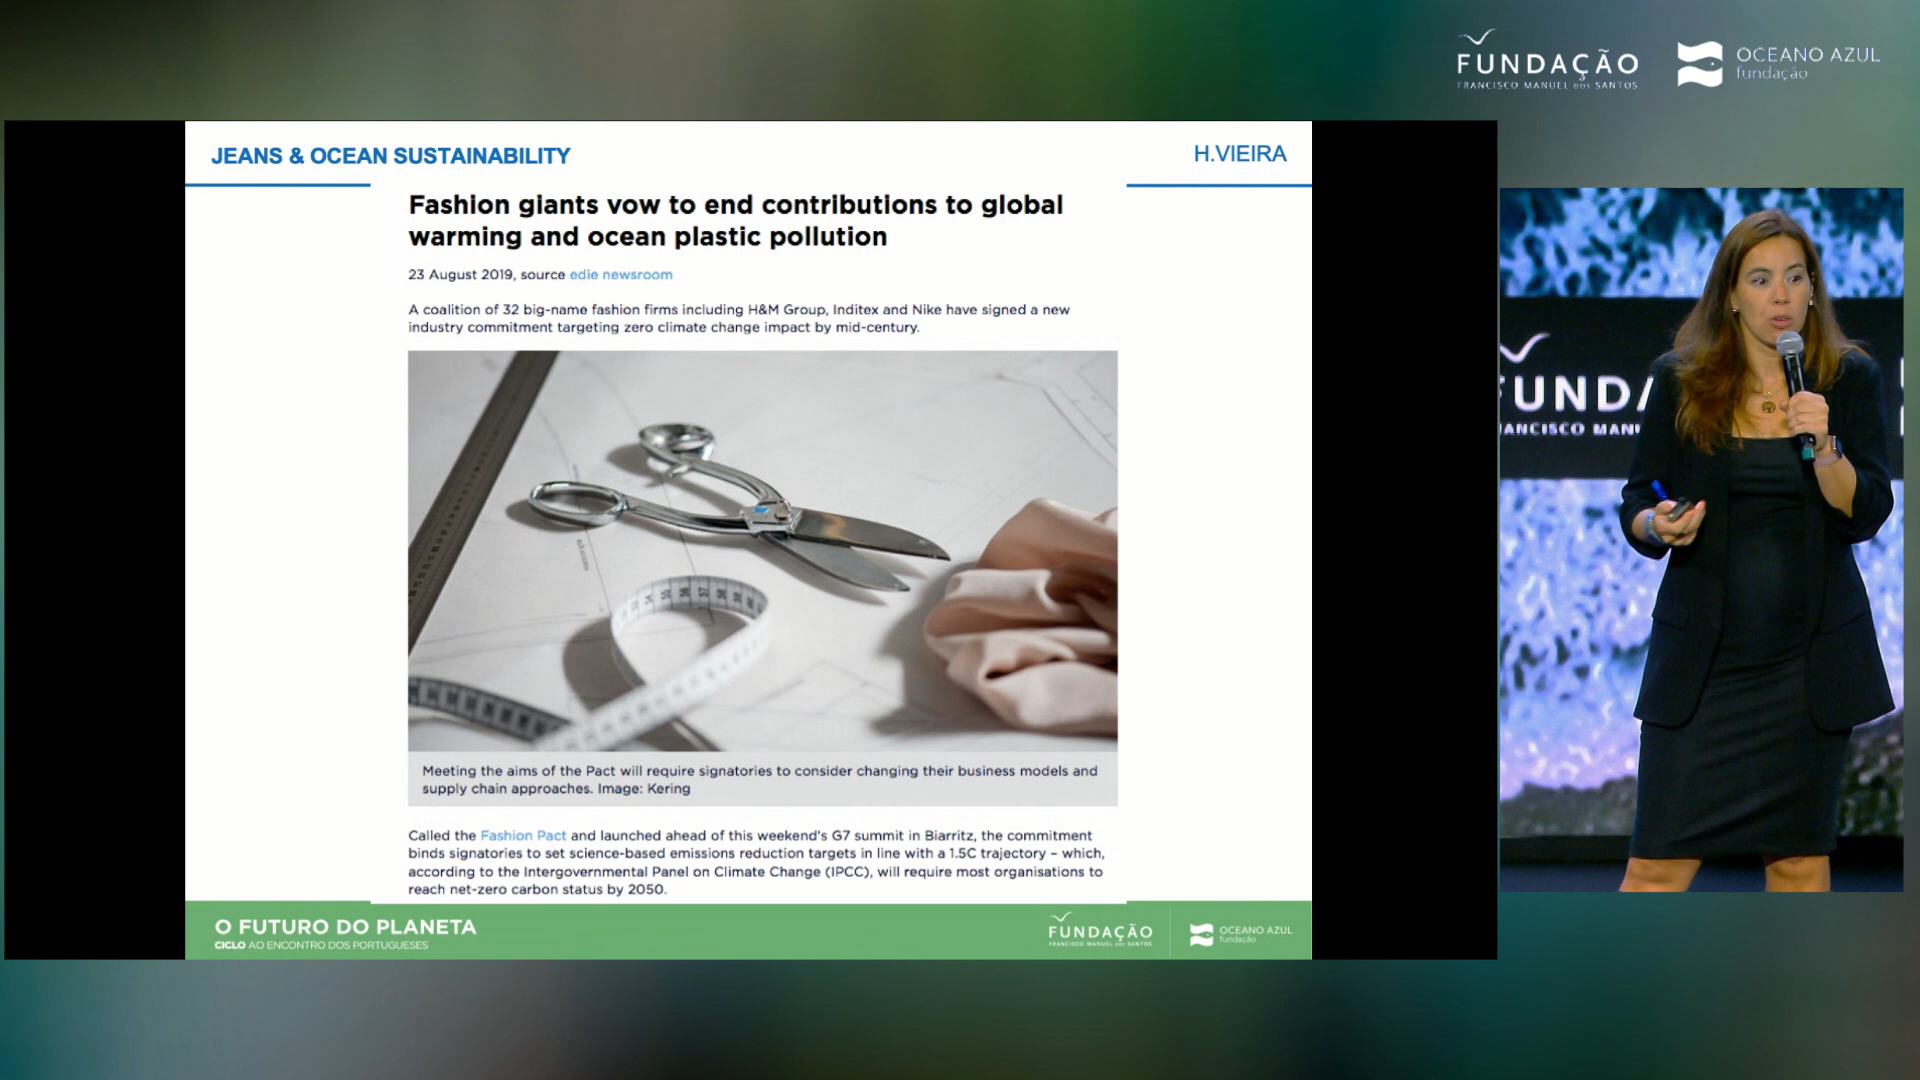 FUNDAÇÃO
FRANCISCO MANUEL DOS SANTOS
OCEANO AZUL
fundação
JEANS & OCEAN SUSTAINABILITY
H.VIEIRA
Fashion giants vow to end contributions to global
warming and ocean plastic pollution
23 August 2019, source edie newsroom
A coalition of 32 big-name fashion firms including H&M Group, Inditex and Nike have signed a new
industry commitment targeting zero climate change impact by mid-century.
Meeting the aims of the Pact will require signatories to consider changing their business models and
supply chain approaches. Image: Kering
Called the Fashion Pact and launched ahead of this weekend's G7 summit in Biarritz, the commitment
binds signatories to set science-based emissions reduction targets in line with a 1.5C trajectory – which,
according to the Intergovernmental Panel on Climate Change (IPCC), will require most organisations to
reach net-zero carbon status by 2050.
O FUTURO DO PLANETA
CICLO AO ENCONTRO DOS PORTUGUESES
FUNDAÇÃO
FRANCISCO MANUEL DOS SANTOS
OCEANO AZUL
fundação
FUNDA
ANCISCO MAN